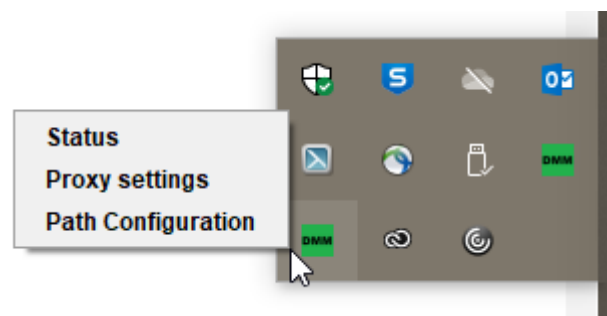 Status
Proxy settings
Path Configuration
S
O
DMM
DMM